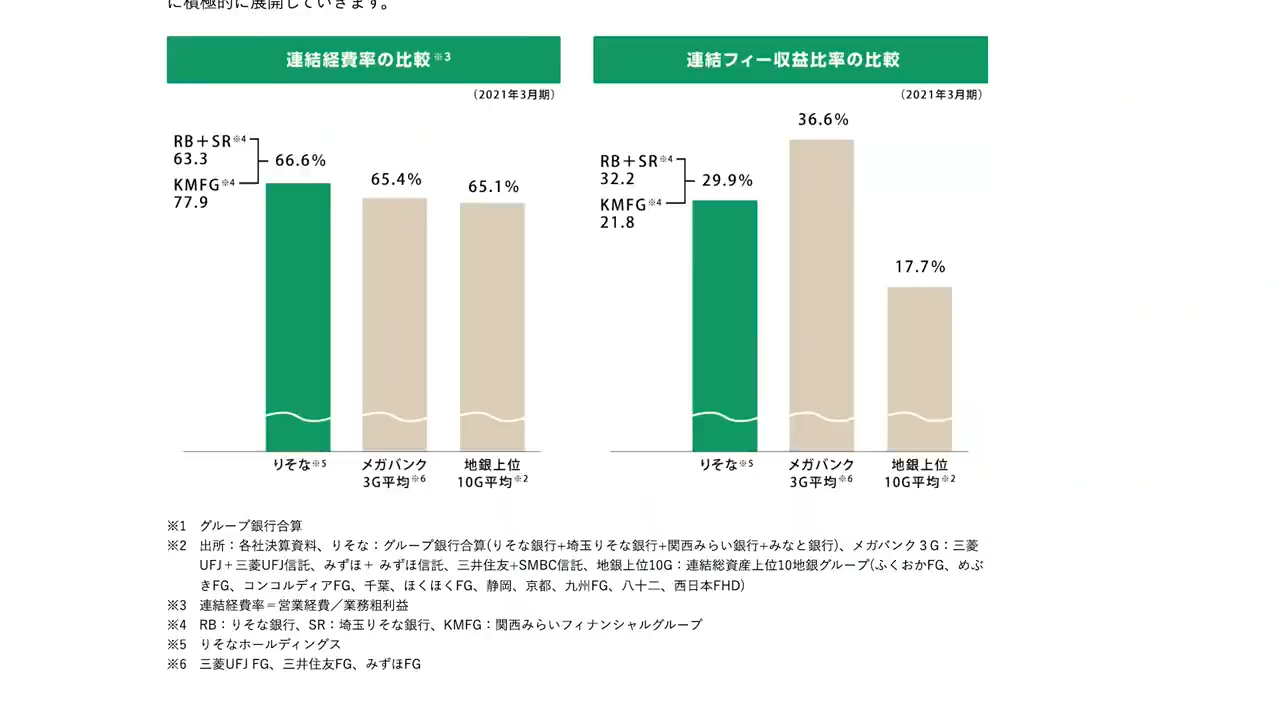 に積極的に展開していきます。
連結経費率の比較※3
（2021年3月期）
RB＋SR※4
63.3
KMFG※4
77.9
66.6%
65.4%
65.1%
りそな※5
メガバンク
3G平均※6
地銀上位
10G平均※2
連結フィー収益比率の比較
（2021年3月期）
RB＋SR※4
32.2
KMFG※4
21.8
29.9%
36.6%
17.7%
りそな※5
メガバンク
3G平均※6
地銀上位
10G平均※2
※1 グループ銀行合算
※2 出所：各社決算資料、りそな：グループ銀行合算(りそな銀行+埼玉りそな銀行+関西みらい銀行+みなと銀行)、メガバンク３G：三菱
UFJ＋三菱UFJ信託、みずほ＋ みずほ信託、三井住友+SMBC信託、地銀上位10G：連結総資産上位10地銀グループ(ふくおかFG、めぶ
きFG、コンコルディアFG、千葉、ほくほくFG、静岡、京都、九州FG、八十二、西日本FHD)
※3 連結経費率＝営業経費／業務粗利益
※4 RB：りそな銀行、SR：埼玉りそな銀行、KMFG：関西みらいフィナンシャルグループ
※5 りそなホールディングス
※6 三菱UFJ FG、三井住友FG、みずほFG